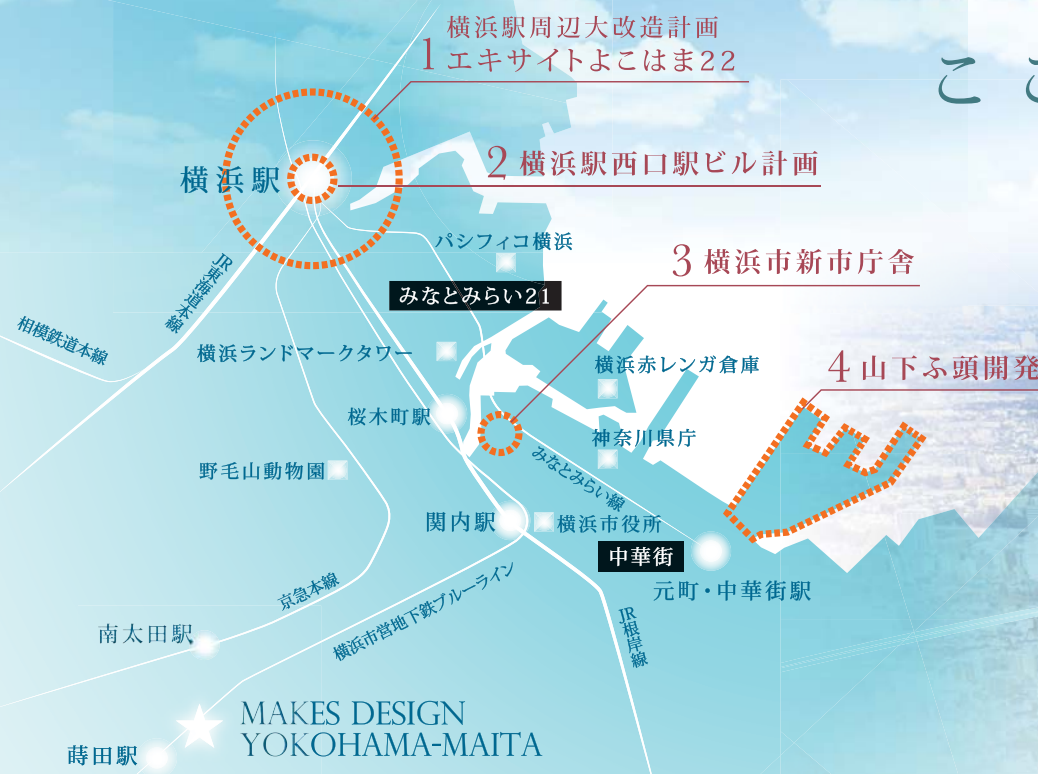 横浜駅周辺大改造計画
1 エキサイトよこはま22
こ
2 横浜駅西口駅ビル計画
横浜駅
パシフィコ横浜
3 横浜市新市庁舎
みなとみらい21
JR東海道本線
相模鉄道本線
横浜ランドマークタワー
横浜赤レンガ倉庫
4 山下ふ頭開発
桜木町駅
神奈川県庁
野毛山動物園
みなとみらい線
関内駅
横浜市役所
中華街
元町・中華街駅
京急本線
横浜市営地下鉄ブルーライン
JR根岸線
南太田駅
MAKES DESIGN
YOKOHAMA-MAITA
蒔田駅